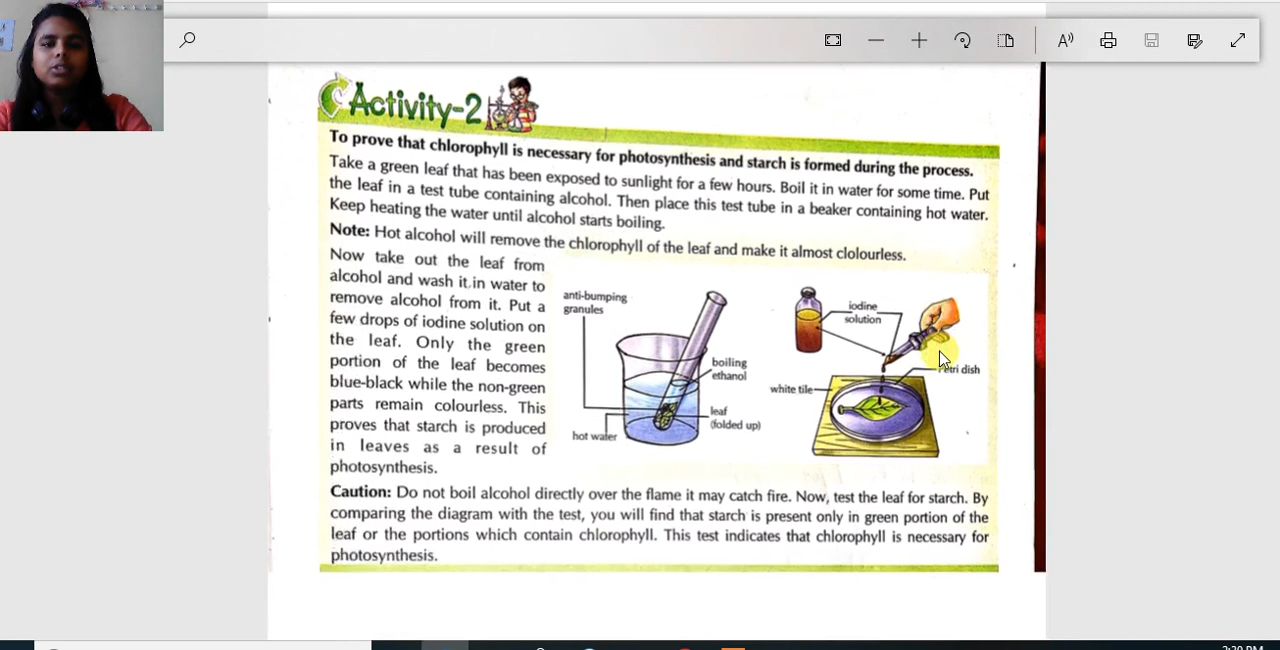 Activity-2
To prove that chlorophyll is necessary for photosynthesis and starch is formed during the process.
Take a green leaf that has been exposed to sunlight for a few hours. Boil it in water for some time. Put
the leaf in a test tube containing alcohol. Then place this test tube in a beaker containing hot water.
Keep heating the water until alcohol starts boiling.
Note: Hot alcohol will remove the chlorophyll of the leaf and make it almost clolourless.
Now take out the leaf from
alcohol and wash it in water to
remove alcohol from it. Put a
few drops of iodine solution on
the leaf. Only the green
portion of the leaf becomes
blue-black while the non-green
parts remain colourless. This
proves that starch is produced
in leaves as a result of
photosynthesis.
anti-bumping
granules
boiling
ethanol
leaf
(folded up)
hot water
iodine
solution
white tile
dish
Caution: Do not boil alcohol directly over the flame it may catch fire. Now, test the leaf for starch. By
comparing the diagram with the test, you will find that starch is present only in green portion of the
leaf or the portions which contain chlorophyll. This test indicates that chlorophyll is necessary for
photosynthesis.